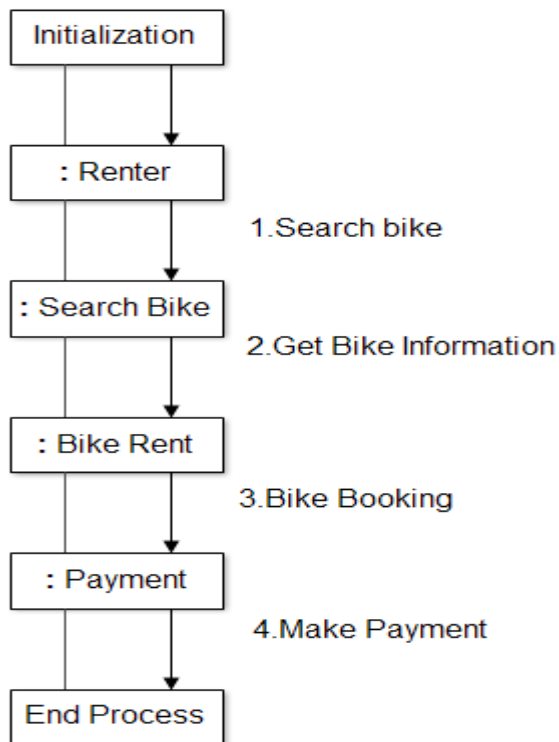 Initialization
: Renter
1.Search bike
: Search Bike
2.Get Bike Information
: Bike Rent
3.Bike Booking
: Payment
4.Make Payment
End Process